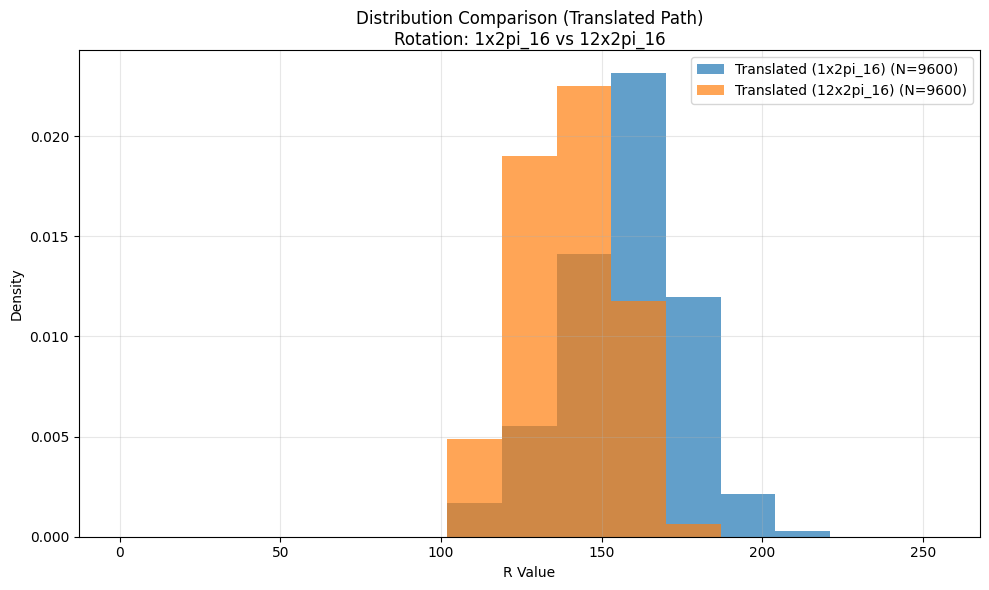 Distribution Comparison (Translated Path)
Rotation: 1x2pi_16 vs 12x2pi_16
Translated (1x2pi_16) (N=9600)
Translated (12x2pi_16) (N=9600)
Density
0.020
0.015
0.010
0.005
0.000
0 50 100 150 200 250
R Value